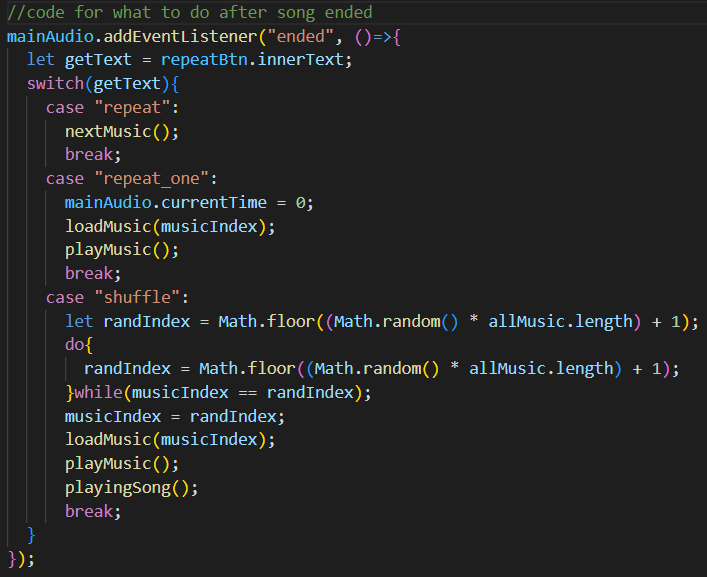 //code for what to do after song ended
mainAudio.addEventListener("ended", ()=>{
  let getText = repeatBtn.innerText;
  switch(getText){
    case "repeat":
      nextMusic();
      break;
    case "repeat_one":
      mainAudio.currentTime = 0;
      loadMusic(musicIndex);
      playMusic();
      break;
    case "shuffle":
      let randIndex = Math.floor((Math.random() * allMusic.length) + 1);
      do{
        randIndex = Math.floor((Math.random() * allMusic.length) + 1);
      }while(musicIndex == randIndex);
      musicIndex = randIndex;
      loadMusic(musicIndex);
      playMusic();
      playingSong();
      break;
  }
});